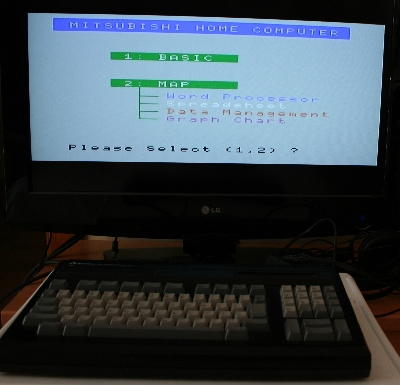 MITSUBISHI HOME COMPUTER
1: BASIC
2: MAP
Word Processor
Spreadsheet
Data Management
Graph Chart
Please Select (1,2) ?
LG